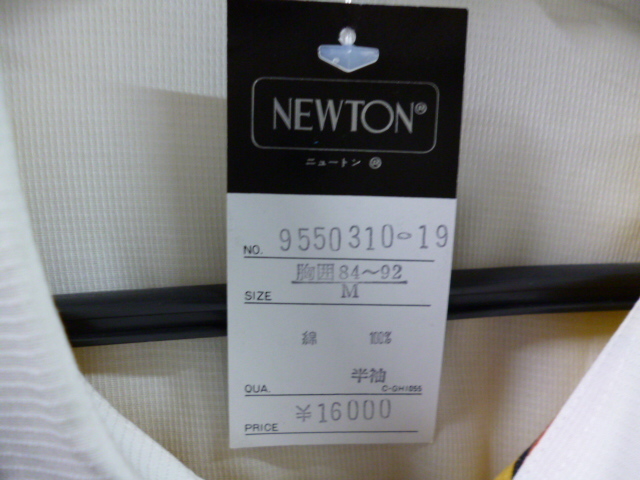 NEWTON
ニュートン
NO. 9550310-19
胸囲84～92
SIZE M
綿 100%
半袖
QUA. C-OH1855
PRICE ¥16000